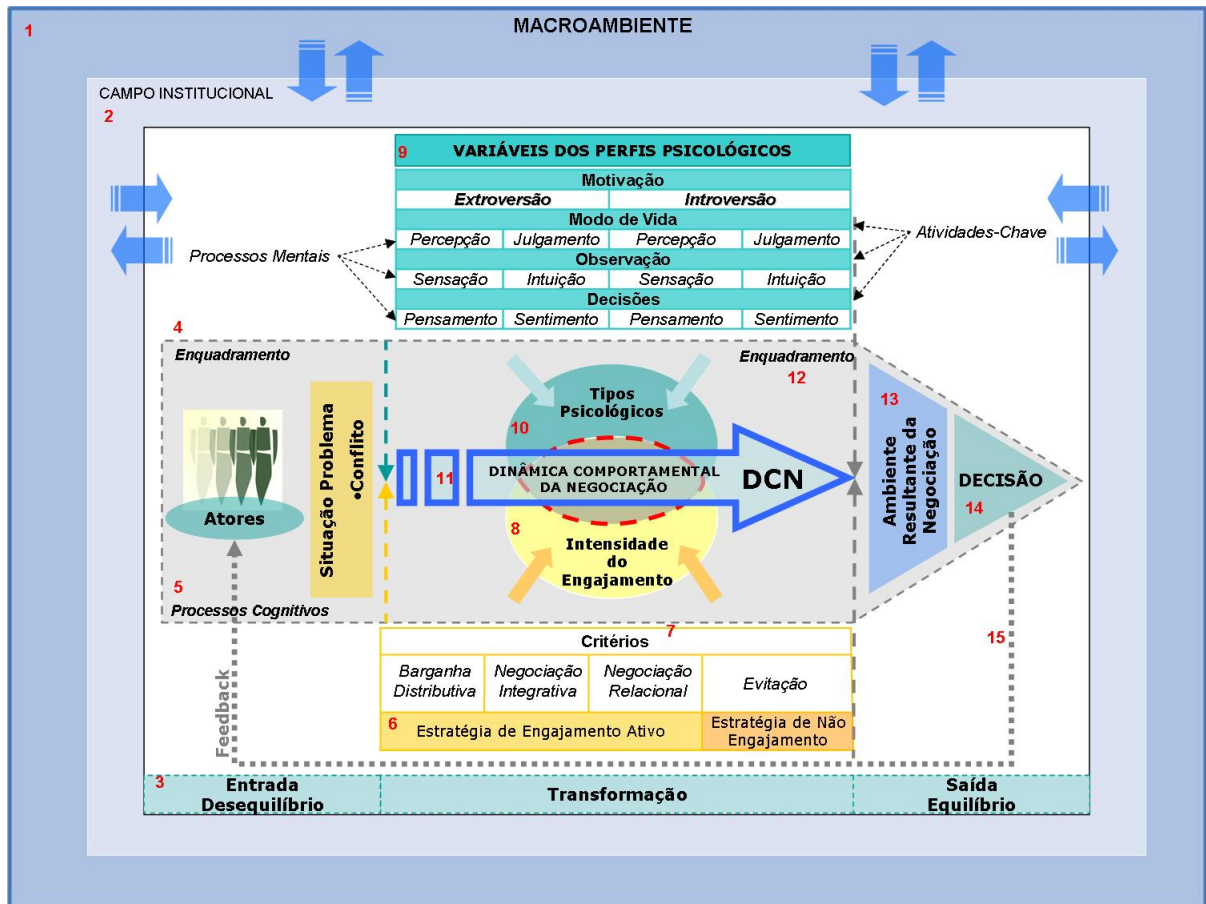 1
MACROAMBIENTE
CAMPO INSTITUCIONAL
2
9
VARIÁVEIS DOS PERFIS PSICOLÓGICOS
Motivação
Extroversão Introversão
Modo de Vida
Percepção Julgamento Percepção Julgamento
Observação
Sensação Intuição Sensação Intuição
Decisões
Pensamento Sentimento Pensamento Sentimento
Processos Mentais
Atividades-Chave
4
Enquadramento
Enquadramento
12
Atores
Situação Problema
•Conflito
5
Processos Cognitivos
Tipos
Psicológicos
10
11
DINÂMICA COMPORTAMENTAL
DA NEGOCIAÇÃO
DCN
8
Intensidade
do
Engajamento
13
Ambiente
Resultante da
Negociação
DECISÃO
14
15
7
Critérios
Barganha
Distributiva
Negociação
Integrativa
Negociação
Relacional
Evitação
6
Estratégia de Engajamento Ativo
Estratégia de Não
Engajamento
Feedback
3
Entrada
Desequilíbrio
Transformação
Saída
Equilíbrio